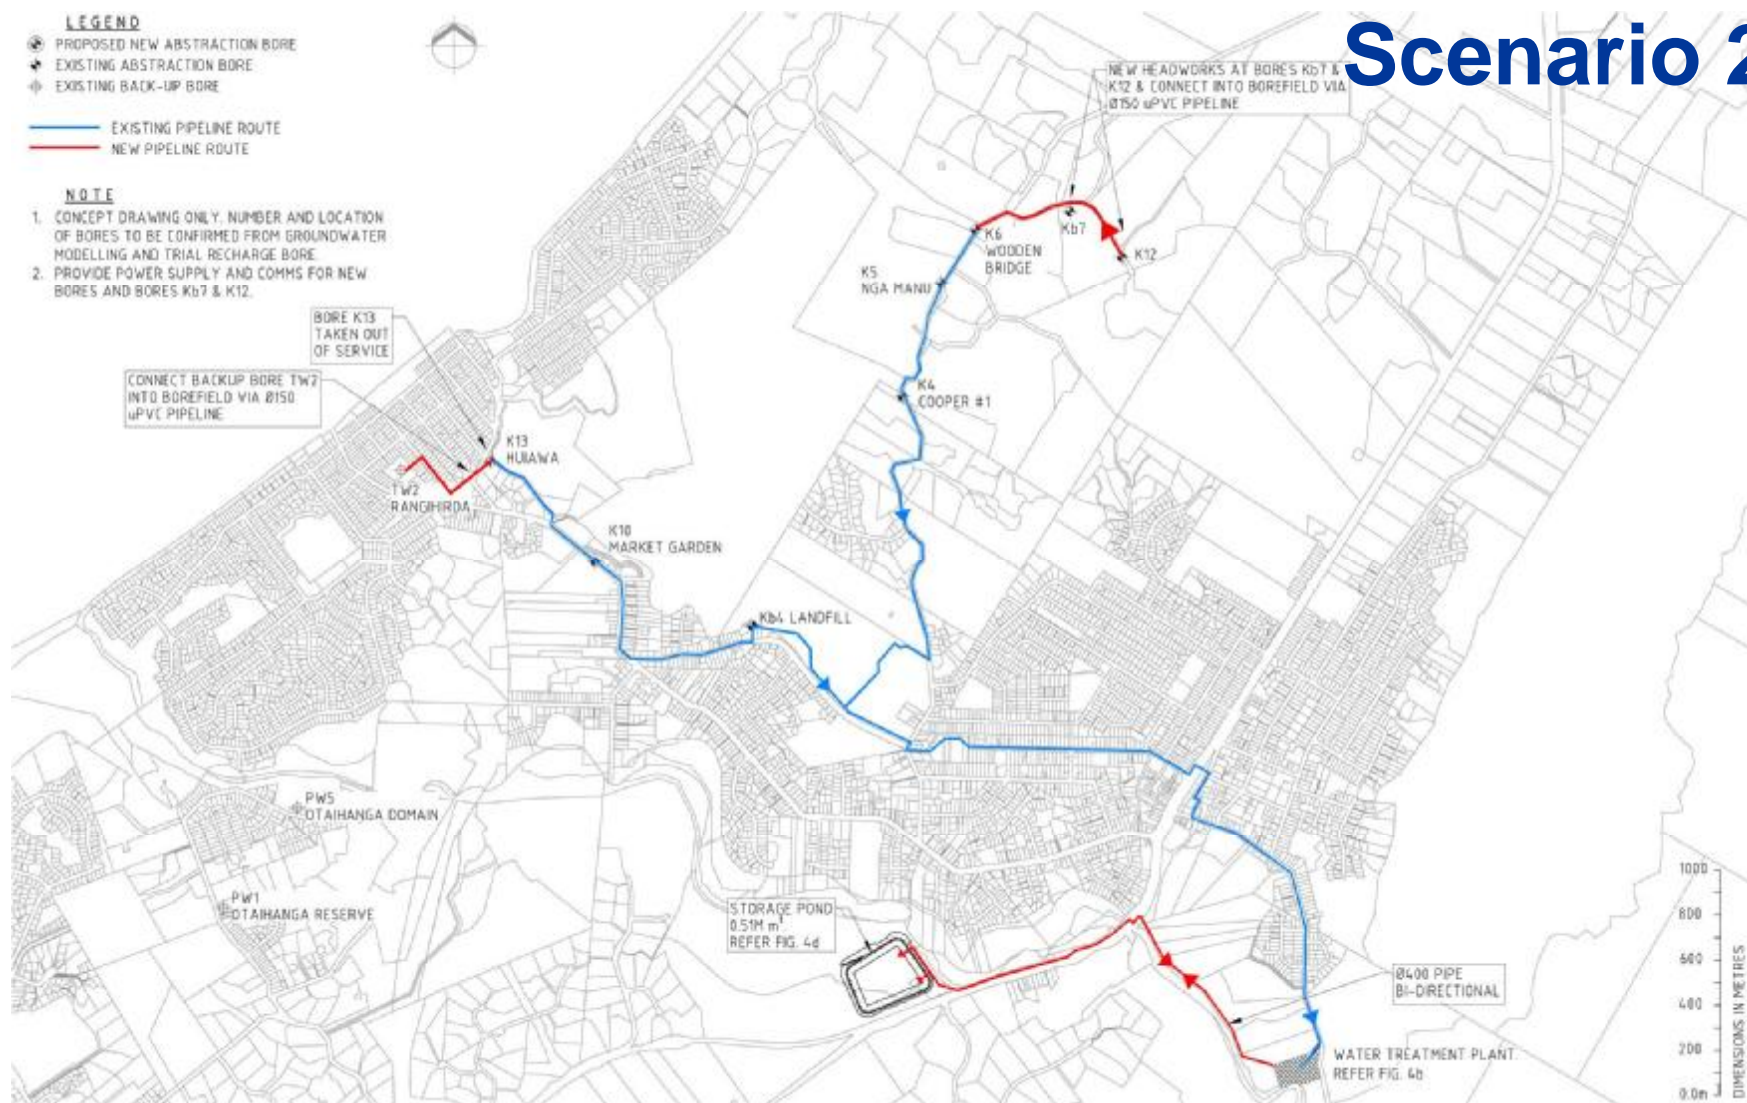 Scenario 2
LEGEND
PROPOSED NEW ABSTRACTION BORE
EXISTING ABSTRACTION BORE
EXISTING BACK-UP BORE
EXISTING PIPELINE ROUTE
NEW PIPELINE ROUTE
NOTE
1. CONCEPT DRAWING ONLY. NUMBER AND LOCATION
OF BORES TO BE CONFIRMED FROM GROUNDWATER
MODELLING AND TRIAL RECHARGE BORE
2. PROVIDE POWER SUPPLY AND COMMS FOR NEW
BORES AND BORES Kb7 & K12.
NEW HEADWORKS AT BORES Kb7 &
K12 & CONNECT INTO BOREFIELD VIA
Ø150 uPVC PIPELINE
K6
WOODEN
BRIDGE
Kb7
K12
K5
NGA MANU
BORE K13
TAKEN OUT
OF SERVICE
CONNECT BACKUP BORE TW2
INTO BOREFIELD VIA Ø150
uPVC PIPELINE
K4
COOPER #1
K13
HUIAWA
TW2
RANGIHIROA
K10
MARKET GARDEN
Kb4 LANDFILL
PW5
OTAIHANGA DOMAIN
PW1
OTAIHANGA RESERVE
STORAGE POND
0.51M m³
REFER FIG. 4d
Ø400 PIPE
BI-DIRECTIONAL
WATER TREATMENT PLANT
REFER FIG. 4b
1000
800
600
400
200
0.0m
DIMENSIONS IN METRES